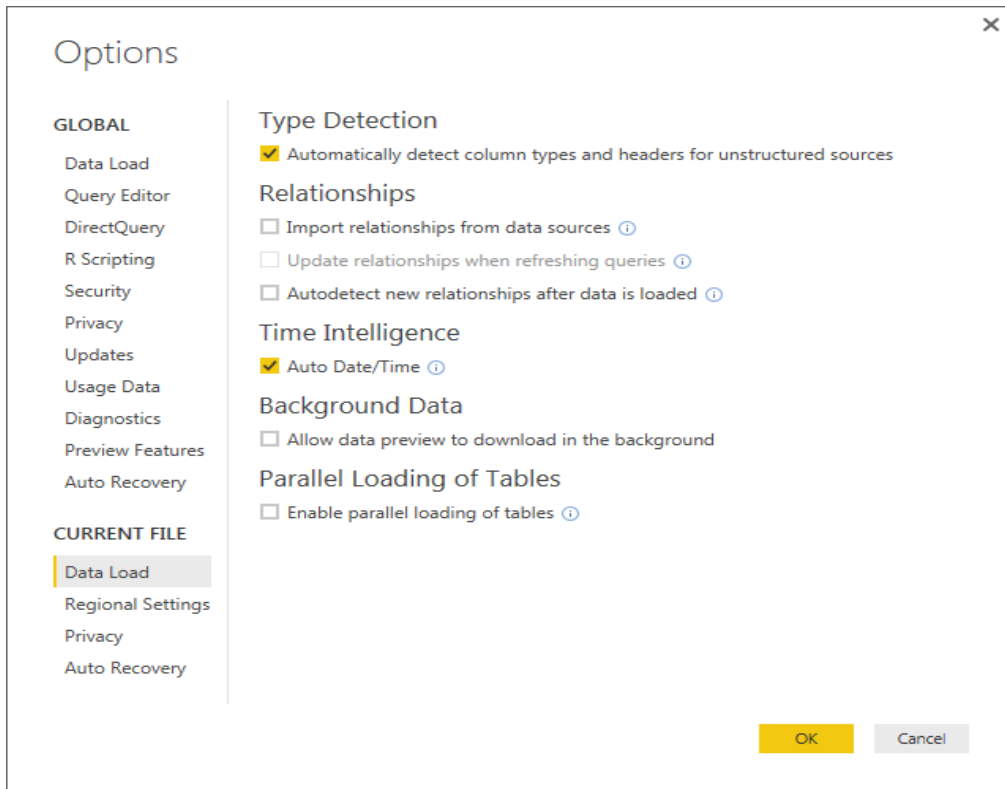 Options
GLOBAL
Data Load
Query Editor
DirectQuery
R Scripting
Security
Privacy
Updates
Usage Data
Diagnostics
Preview Features
Auto Recovery
CURRENT FILE
Data Load
Regional Settings
Privacy
Auto Recovery
Type Detection
Automatically detect column types and headers for unstructured sources
Relationships
Import relationships from data sources
Update relationships when refreshing queries
Autodetect new relationships after data is loaded
Time Intelligence
Auto Date/Time
Background Data
Allow data preview to download in the background
Parallel Loading of Tables
Enable parallel loading of tables
OK
Cancel